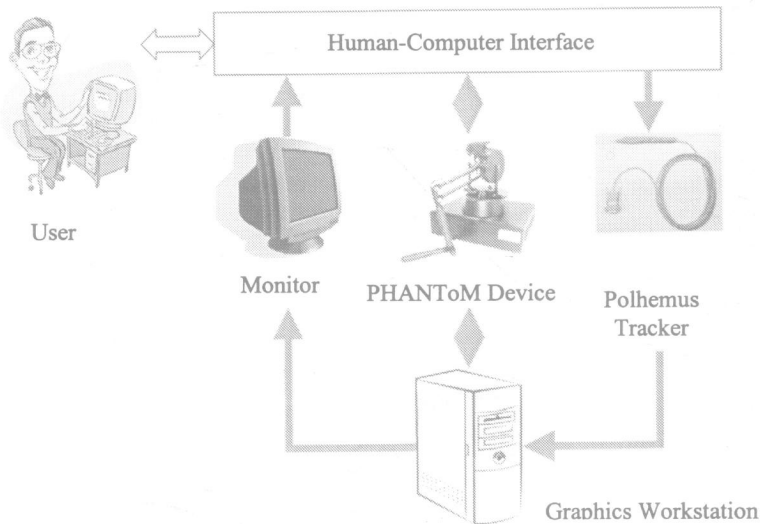 Human-Computer Interface
User
Monitor
PHANToM Device
Polhemus
Tracker
Graphics Workstation